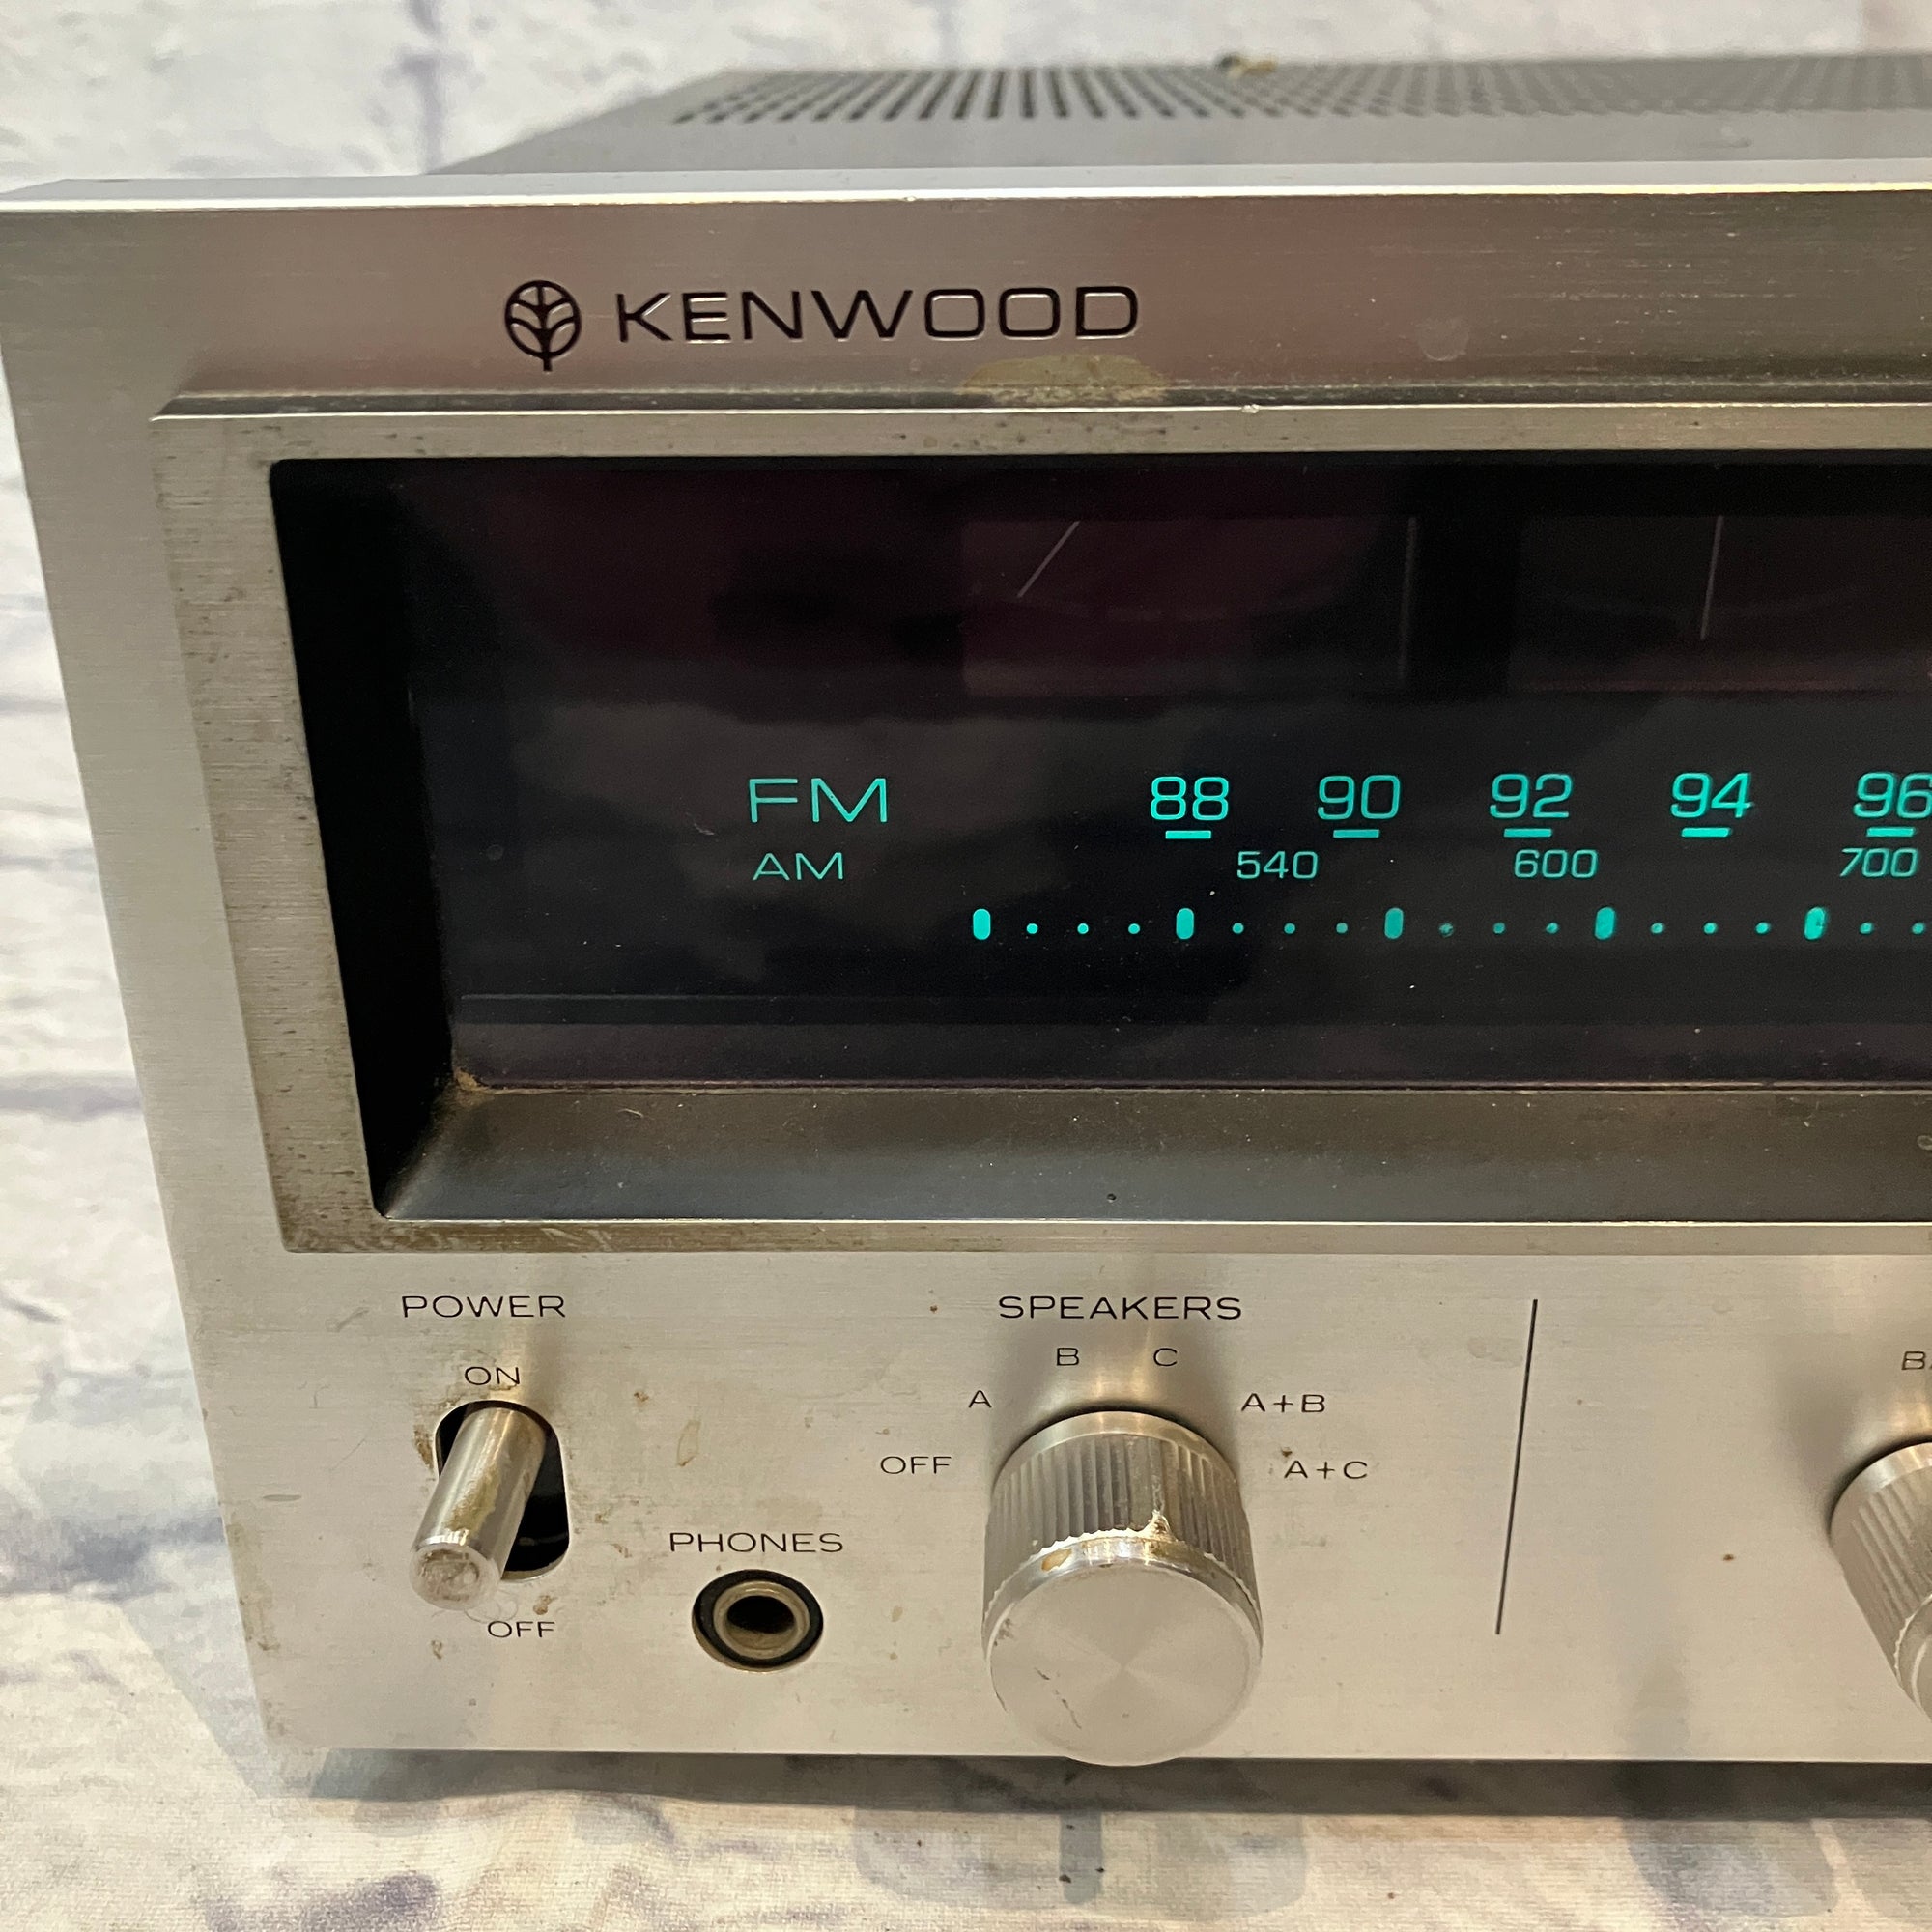 KENWOOD
FM 88 90 92 94 96
AM 540 600 700
POWER
ON
OFF
PHONES
SPEAKERS
OFF A B C A+B A+C